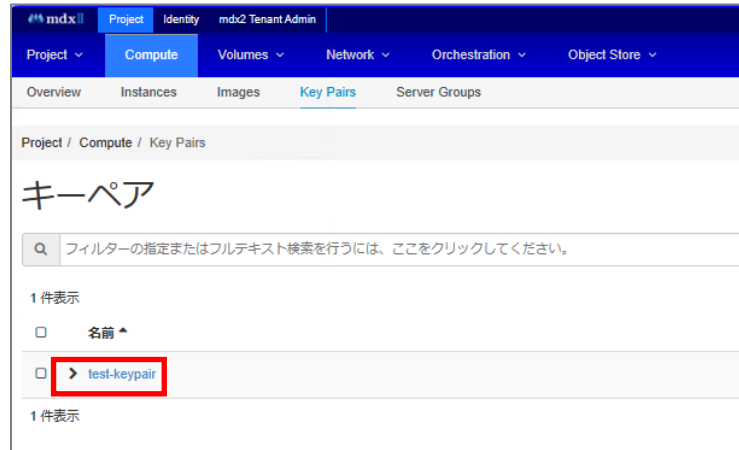 mdx II Project Identity mdx2 Tenant Admin
Project Compute Volumes Network Orchestration Object Store
Overview Instances Images Key Pairs Server Groups
Project / Compute / Key Pairs
キーペア
フィルターの指定またはフルテキスト検索を行うには、ここをクリックしてください。
1 件表示
名前
test-keypair
1 件表示